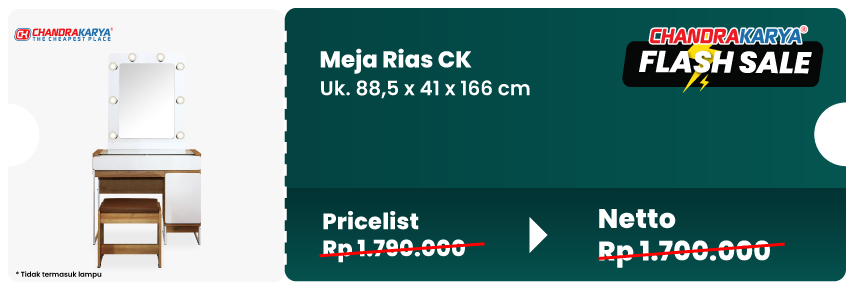 CHANDRAKARYA®
THE CHEAPEST PLACE
* Tidak termasuk lampu
Meja Rias CK
Uk. 88,5 x 41 x 166 cm
CHANDRAKARYA®
FLASH SALE
Pricelist
Rp 1.790.000
Netto
Rp 1.700.000